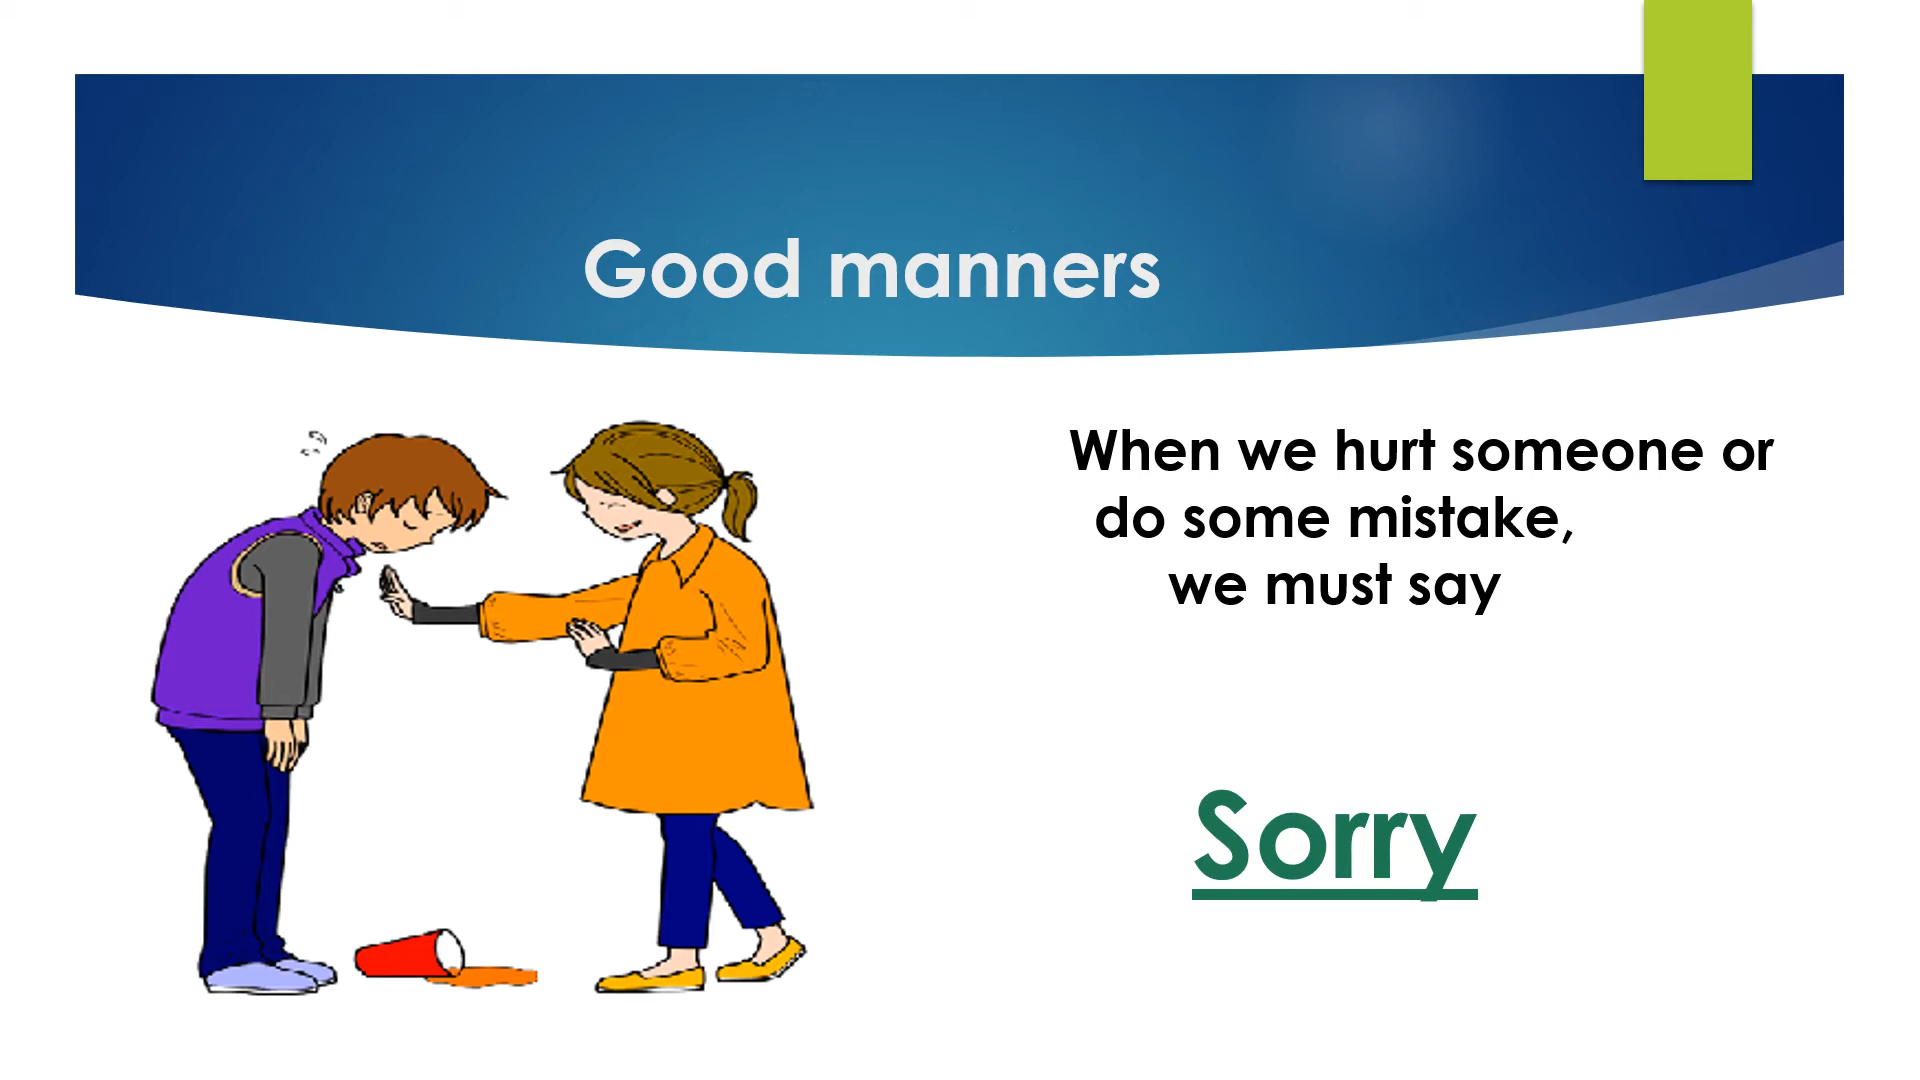 Good manners
When we hurt someone or
do some mistake,
we must say
Sorry